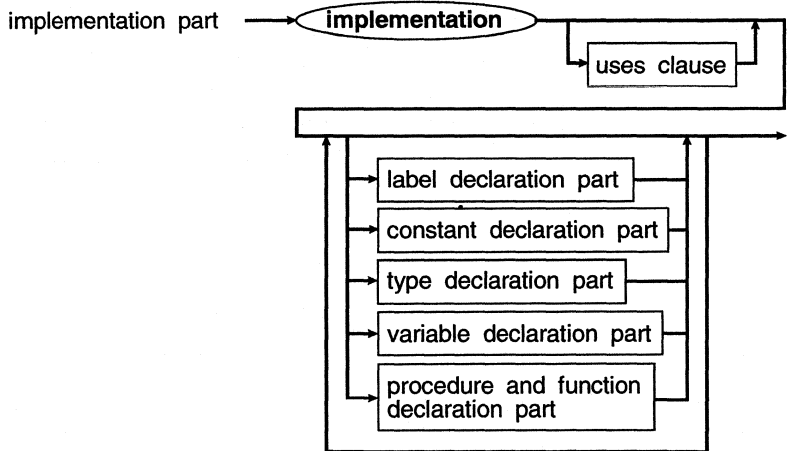 implementation part
implementation
uses clause
label declaration part
constant declaration part
type declaration part
variable declaration part
procedure and function
declaration part